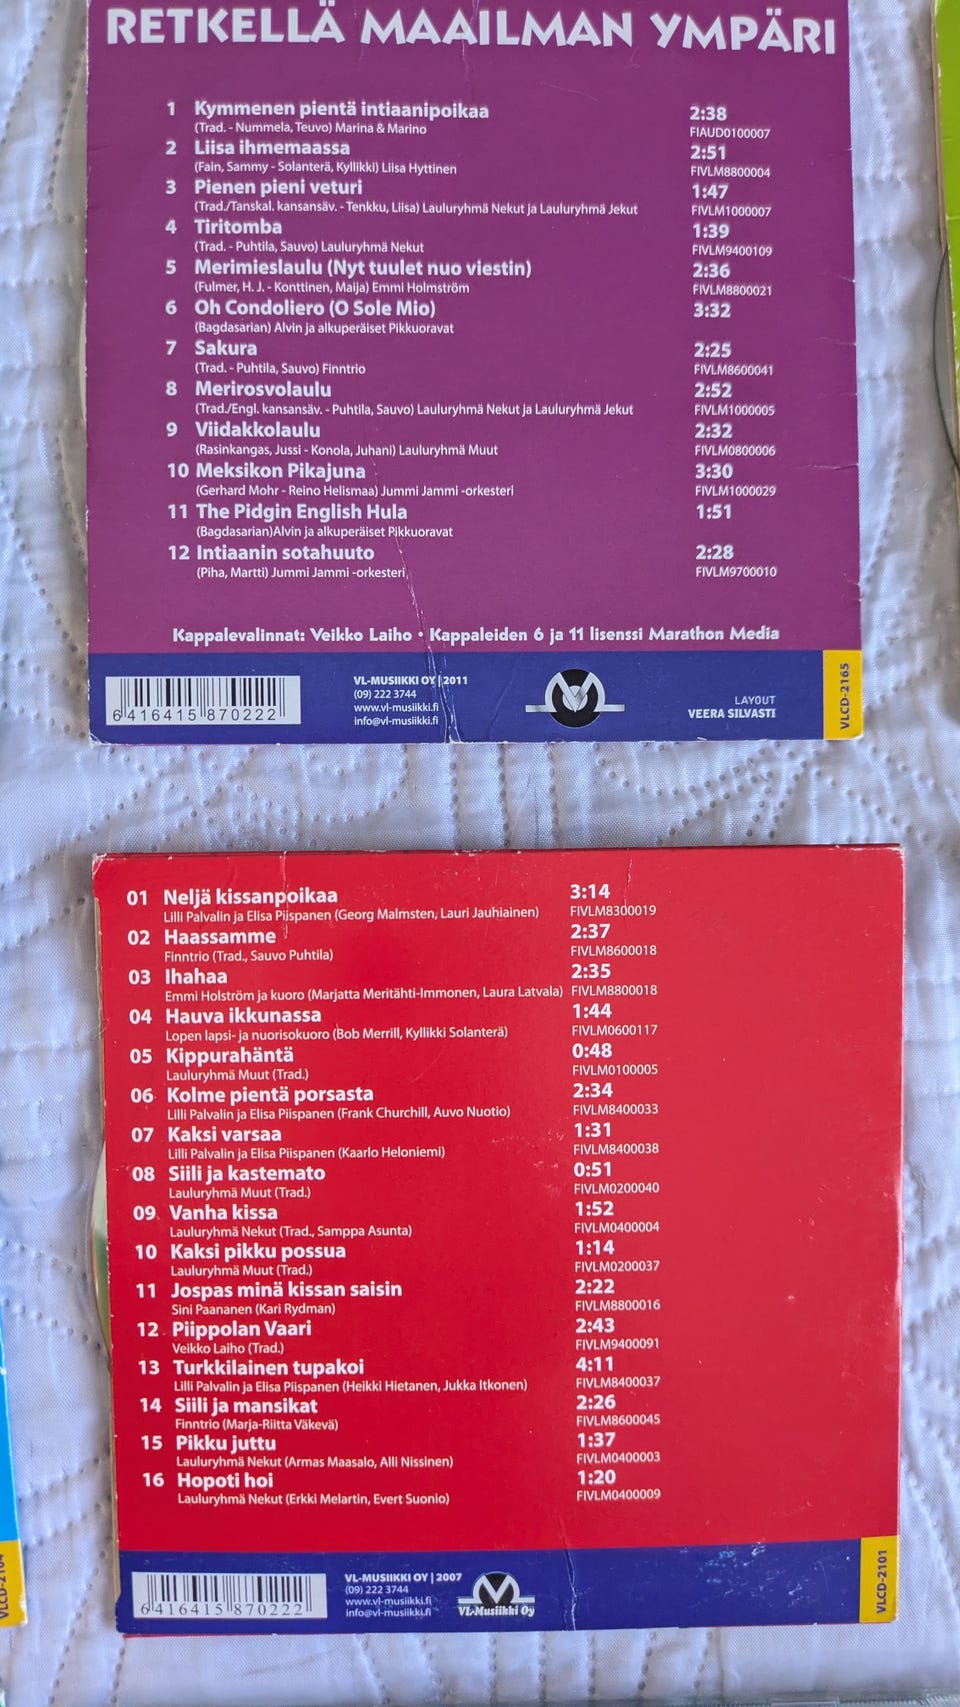 RETKELLÄ MAAILMAN YMPÄRI
1 Kymmenen pientä intiaanipoikaa 2:38
(Trad. - Nummela, Teuvo) Marina & Marino FIAUD0100007
2 Liisa ihmemaassa 2:51
(Fain, Sammy - Solanterä, Kyllikki) Liisa Hyttinen FIVLM8800004
3 Pienen pieni veturi 1:47
(Trad./Tanskal. kansansäv. - Tenkku, Liisa) Lauluryhmä Nekut ja Lauluryhmä Jekut FIVLM1000007
4 Tiritomba 1:39
(Trad. - Puhtila, Sauvo) Lauluryhmä Nekut FIVLM9400109
5 Merimieslaulu (Nyt tuulet nuo viestin) 2:36
(Fulmer, H. J. - Konttinen, Maija) Emmi Holmström FIVLM8800021
6 Oh Condoliero (O Sole Mio) 3:32
(Bagdasarian) Alvin ja alkuperäiset Pikkuoravat
7 Sakura 2:25
(Trad. - Puhtila, Sauvo) Finntrio FIVLM8600041
8 Merirosvolaulu 2:52
(Trad./Engl. kansansäv. - Puhtila, Sauvo) Lauluryhmä Nekut ja Lauluryhmä Jekut FIVLM1000005
9 Viidakkolaulu 2:32
(Rasinkangas, Jussi - Konola, Juhani) Lauluryhmä Muut FIVLM0800006
10 Meksikon Pikajuna 3:30
(Gerhard Mohr - Reino Helismaa) Jummi Jammi -orkesteri FIVLM1000029
11 The Pidgin English Hula 1:51
(Bagdasarian)Alvin ja alkuperäiset Pikkuoravat
12 Intiaanin sotahuuto 2:28
(Piha, Martti) Jummi Jammi -orkesteri FIVLM9700010
Kappalevalinnat: Veikko Laiho • Kappaleiden 6 ja 11 lisenssi Marathon Media
6 416415 870222
VL-MUSIIKKI OY | 2011
(09) 222 3744
www.vl-musiikki.fi
info@vl-musiikki.fi
LAYOUT
VEERA SILVASTI
VLCD-2165
01 Neljä kissanpoikaa 3:14
Lilli Palvalin ja Elisa Piispanen (Georg Malmsten, Lauri Jauhiainen) FIVLM8300019
02 Haassamme 2:37
Finntrio (Trad., Sauvo Puhtila) FIVLM8600018
03 Ihahaa 2:35
Emmi Holström ja kuoro (Marjatta Meritähti-Immonen, Laura Latvala) FIVLM8800018
04 Hauva ikkunassa 1:44
Lopen lapsi- ja nuorisokuoro (Bob Merrill, Kyllikki Solanterä) FIVLM0600117
05 Kippurahäntä 0:48
Lauluryhmä Muut (Trad.) FIVLM0100005
06 Kolme pientä porsasta 2:34
Lilli Palvalin ja Elisa Piispanen (Frank Churchill, Auvo Nuotio) FIVLM8400033
07 Kaksi varsaa 1:31
Lilli Palvalin ja Elisa Piispanen (Kaarlo Heloniemi) FIVLM8400038
08 Siili ja kastemato 0:51
Lauluryhmä Muut (Trad.) FIVLM0200040
09 Vanha kissa 1:52
Lauluryhmä Nekut (Trad., Samppa Asunta) FIVLM0400004
10 Kaksi pikku possua 1:14
Lauluryhmä Muut (Trad.) FIVLM0200037
11 Jospas minä kissan saisin 2:22
Sini Paananen (Kari Rydman) FIVLM8800016
12 Piippolan Vaari 2:43
Veikko Laiho (Trad.) FIVLM9400091
13 Turkkilainen tupakoi 4:11
Lilli Palvalin ja Elisa Piispanen (Heikki Hietanen, Jukka Itkonen) FIVLM8400037
14 Siili ja mansikat 2:26
Finntrio (Marja-Riitta Väkevä) FIVLM8600045
15 Pikku juttu 1:37
Lauluryhmä Nekut (Armas Maasalo, Alli Nissinen) FIVLM0400003
16 Hopoti hoi 1:20
Lauluryhmä Nekut (Erkki Melartin, Evert Suonio) FIVLM0400009
6 416415 870222
VL-MUSIIKKI OY | 2007
(09) 222 3744
www.vl-musiikki.fi
info@vl-musiikki.fi
VL-Musiikki Oy
VLCD-2101
VLCD-2164